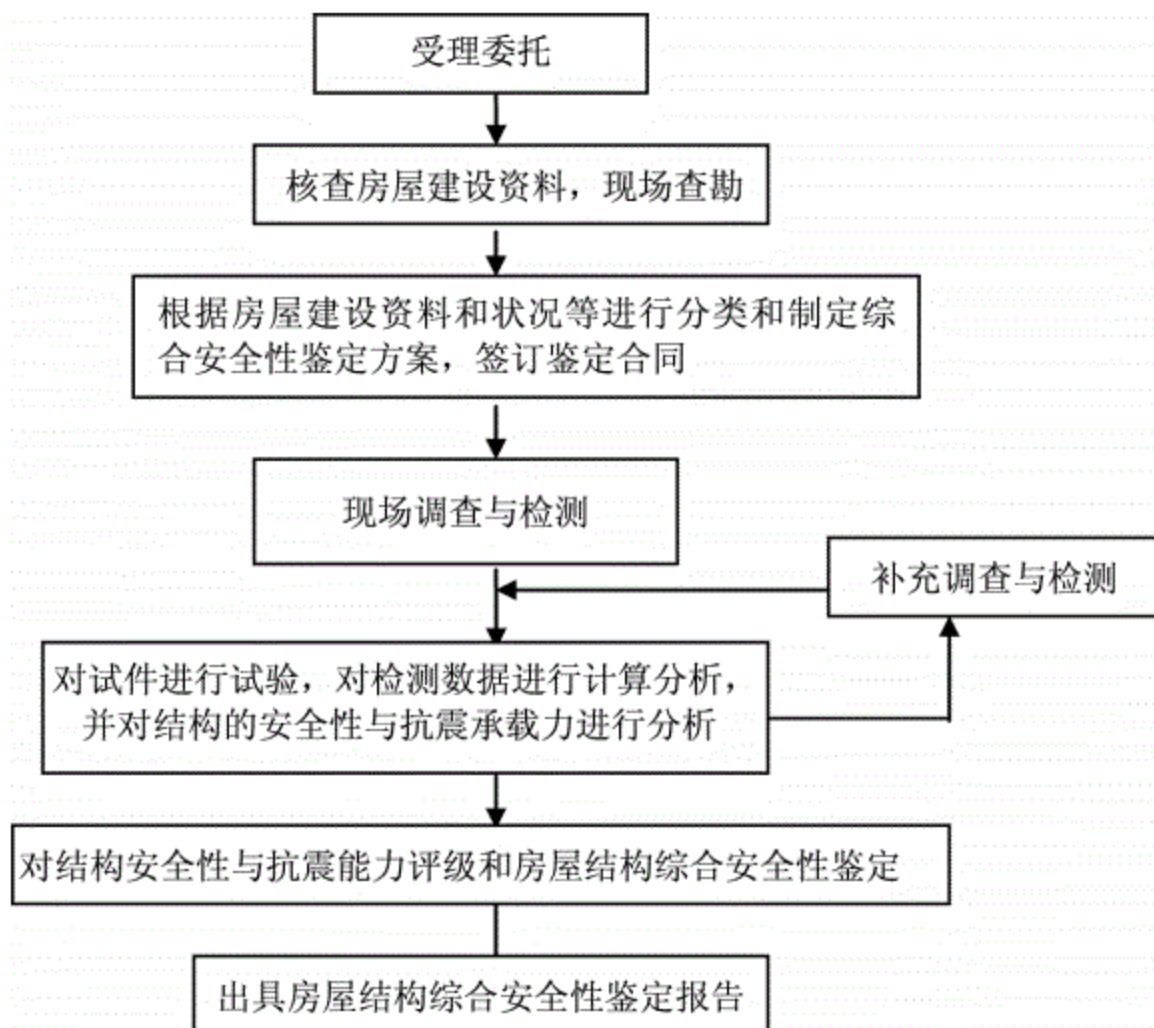 受理委托
核查房屋建设资料，现场查勘
根据房屋建设资料和状况等进行分类和制定综
合安全性鉴定方案，签订鉴定合同
现场调查与检测
补充调查与检测
对试件进行试验，对检测数据进行计算分析，
并对结构的安全性与抗震承载力进行分析
对结构安全性与抗震能力评级和房屋结构综合安全性鉴定
出具房屋结构综合安全性鉴定报告